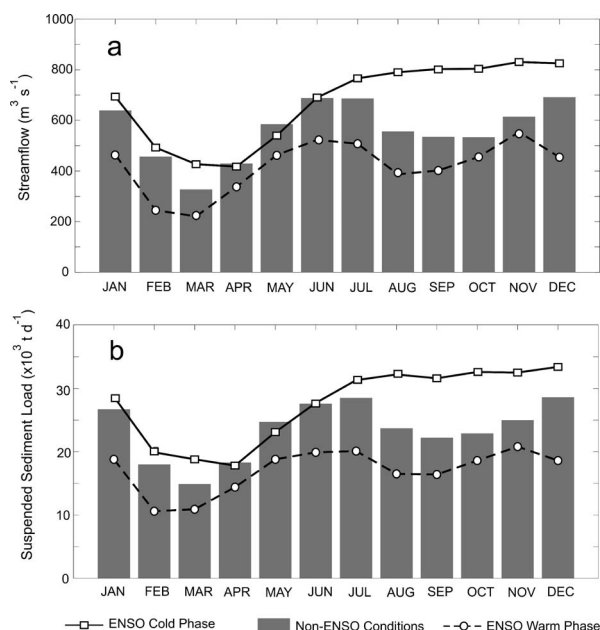 a
Streamflow (m³ s⁻¹)
1000
800
600
400
200
0
JAN FEB MAR APR MAY JUN JUL AUG SEP OCT NOV DEC
b
Suspended Sediment Load (x10³ t d⁻¹)
40
30
20
10
0
JAN FEB MAR APR MAY JUN JUL AUG SEP OCT NOV DEC
ENSO Cold Phase Non-ENSO Conditions ENSO Warm Phase